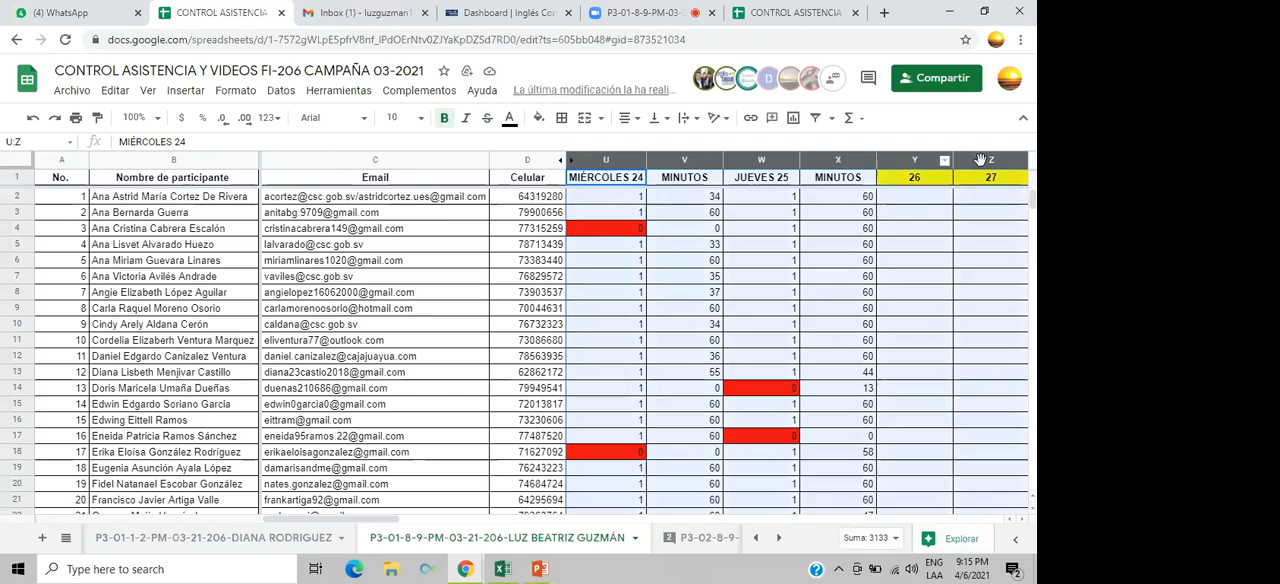 (4) WhatsApp CONTROL ASISTENCIA Inbox (1) - luzguzman1 Dashboard | Inglés Cor P3-01-8-9-PM-03- CONTROL ASISTENCIA
docs.google.com/spreadsheets/d/1-7572gWLpE5pfrV8nf_IPdOErNtv0ZJYaKpDZSd7RD0/edit?ts=605bb048#gid=873521034
CONTROL ASISTENCIA Y VIDEOS FI-206 CAMPAÑA 03-2021
D
Compartir
Archivo Editar Ver Insertar Formato Datos Herramientas Complementos Ayuda La última modificación la ha reali...
100% $ % .0 .00 123 Arial 10 B I S A
U:Z fx MIÉRCOLES 24
A B C D U V W X Y Z
1 No. Nombre de participante Email Celular MIÉRCOLES 24 MINUTOS JUEVES 25 MINUTOS 26 27
2 1 Ana Astrid María Cortez De Rivera acortez@csc.gob.sv/astridcortez.ues@gmail.com 64319280 1 34 1 60
3 2 Ana Bernarda Guerra anitabg.9709@gmail.com 79900656 1 60 1 60
4 3 Ana Cristina Cabrera Escalón cristinacabrera149@gmail.com 77315259 0 0 1 60
5 4 Ana Lisvet Alvarado Huezo lalvarado@csc.gob.sv 78713439 1 33 1 60
6 5 Ana Miriam Guevara Linares miriamlinares1020@gmail.com 73383440 1 60 1 60
7 6 Ana Victoria Avilés Andrade vaviles@csc.gob.sv 76829572 1 35 1 60
8 7 Angie Elizabeth López Aguilar angielopez16062000@gmail.com 73903537 1 37 1 60
9 8 Carla Raquel Moreno Osorio carlamorenoosorio@hotmail.com 70044631 1 60 1 60
10 9 Cindy Arely Aldana Cerón caldana@csc.gob.sv 76732323 1 34 1 60
11 10 Cordelia Elizaberh Ventura Marquez eliventura77@outlook.com 73086680 1 60 1 60
12 11 Daniel Edgardo Canizalez Ventura daniel.canizalez@cajajuayua.com 78563935 1 36 1 60
13 12 Diana Lisbeth Menjivar Castillo diana23castio2018@gmail.com 62862172 1 55 1 44
14 13 Doris Maricela Umaña Dueñas duenas210686@gmail.com 79949541 1 0 0 13
15 14 Edwin Edgardo Soriano Garcia edwin0garcia0@gmail.com 72013817 1 60 1 60
16 15 Edwing Eittell Ramos eittram@gmail.com 73230606 1 60 1 60
17 16 Eneida Patricia Ramos Sánchez eneida95ramos.22@gmail.com 77487520 1 60 0 0
18 17 Erika Eloísa González Rodríguez erikaeloisagonzalez@gmail.com 71627092 0 0 1 58
19 18 Eugenia Asunción Ayala López damarisandme@gmail.com 76243223 1 60 1 60
20 19 Fidel Natanael Escobar González nates.gonzalez@gmail.com 74684724 1 60 1 60
21 20 Francisco Javier Artiga Valle frankartiga92@gmail.com 64295694 1 60 1 60
P3-01-1-2-PM-03-21-206-DIANA RODRIGUEZ P3-01-8-9-PM-03-21-206-LUZ BEATRIZ GUZMÁN 2 P3-02-8-9- Suma: 3133 Explorar
Type here to search ENG LAA 9:15 PM 4/6/2021 2